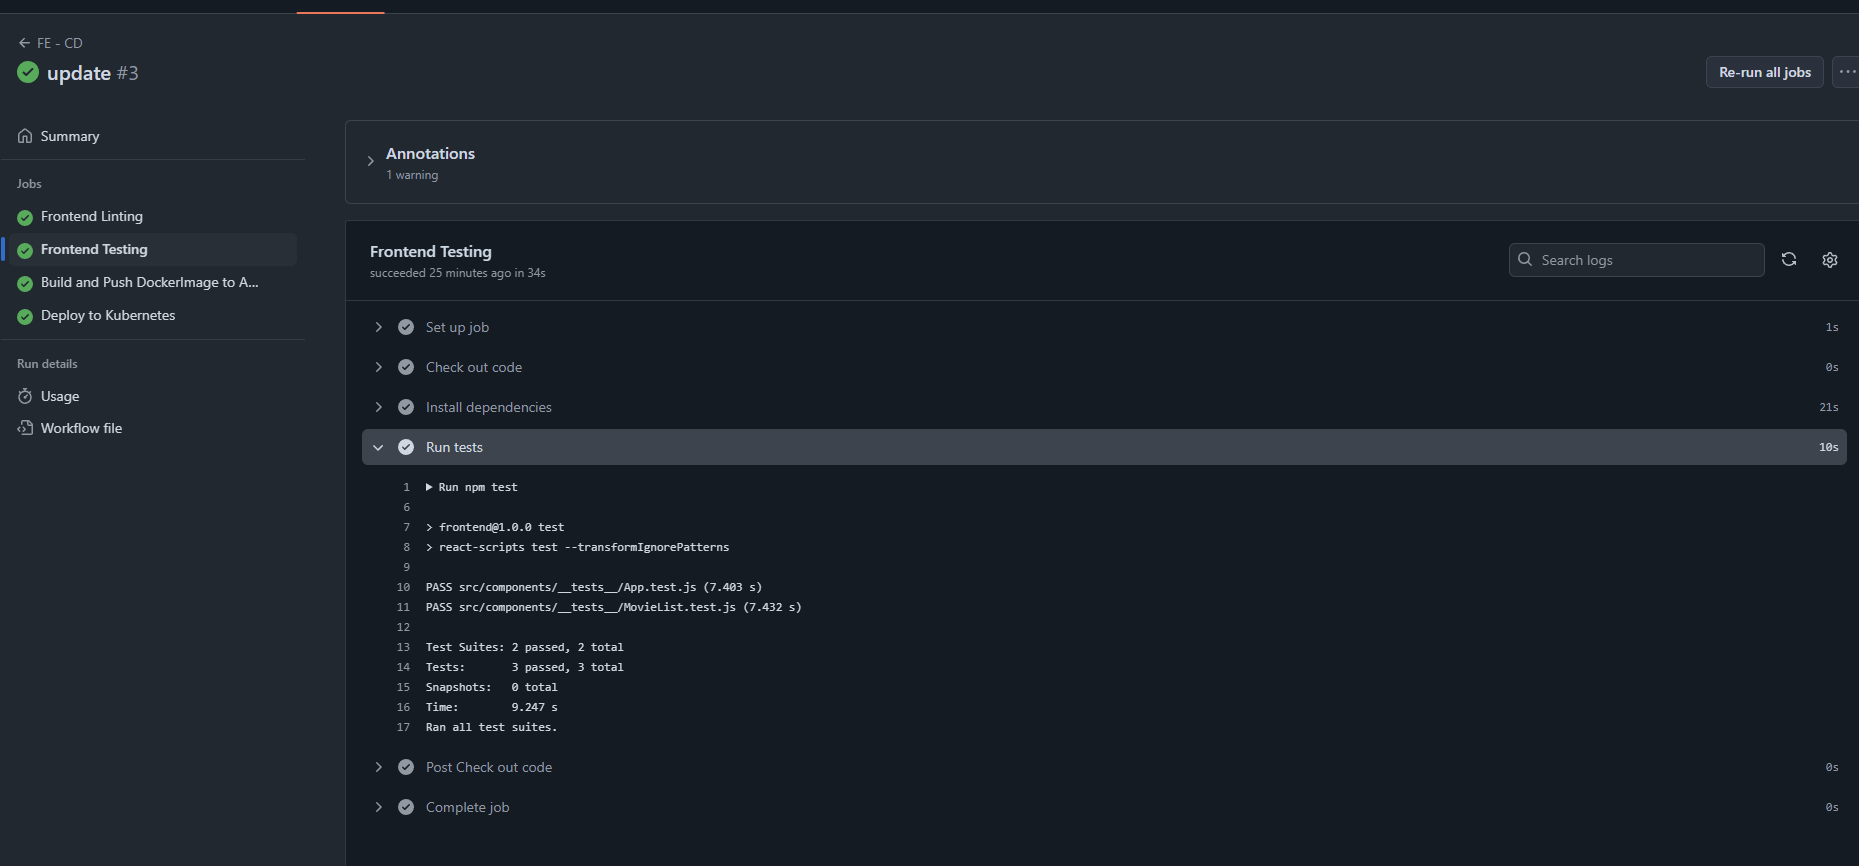 FE - CD
update #3
Re-run all jobs
Summary
Jobs
Frontend Linting
Frontend Testing
Build and Push DockerImage to A...
Deploy to Kubernetes
Run details
Usage
Workflow file
Annotations
1 warning
Frontend Testing
succeeded 25 minutes ago in 34s
Search logs
Set up job 1s
Check out code 0s
Install dependencies 21s
Run tests 10s
1 ▶ Run npm test
6
7 > frontend@1.0.0 test
8 > react-scripts test --transformIgnorePatterns
9
10 PASS src/components/__tests__/App.test.js (7.403 s)
11 PASS src/components/__tests__/MovieList.test.js (7.432 s)
12
13 Test Suites: 2 passed, 2 total
14 Tests: 3 passed, 3 total
15 Snapshots: 0 total
16 Time: 9.247 s
17 Ran all test suites.
Post Check out code 0s
Complete job 0s